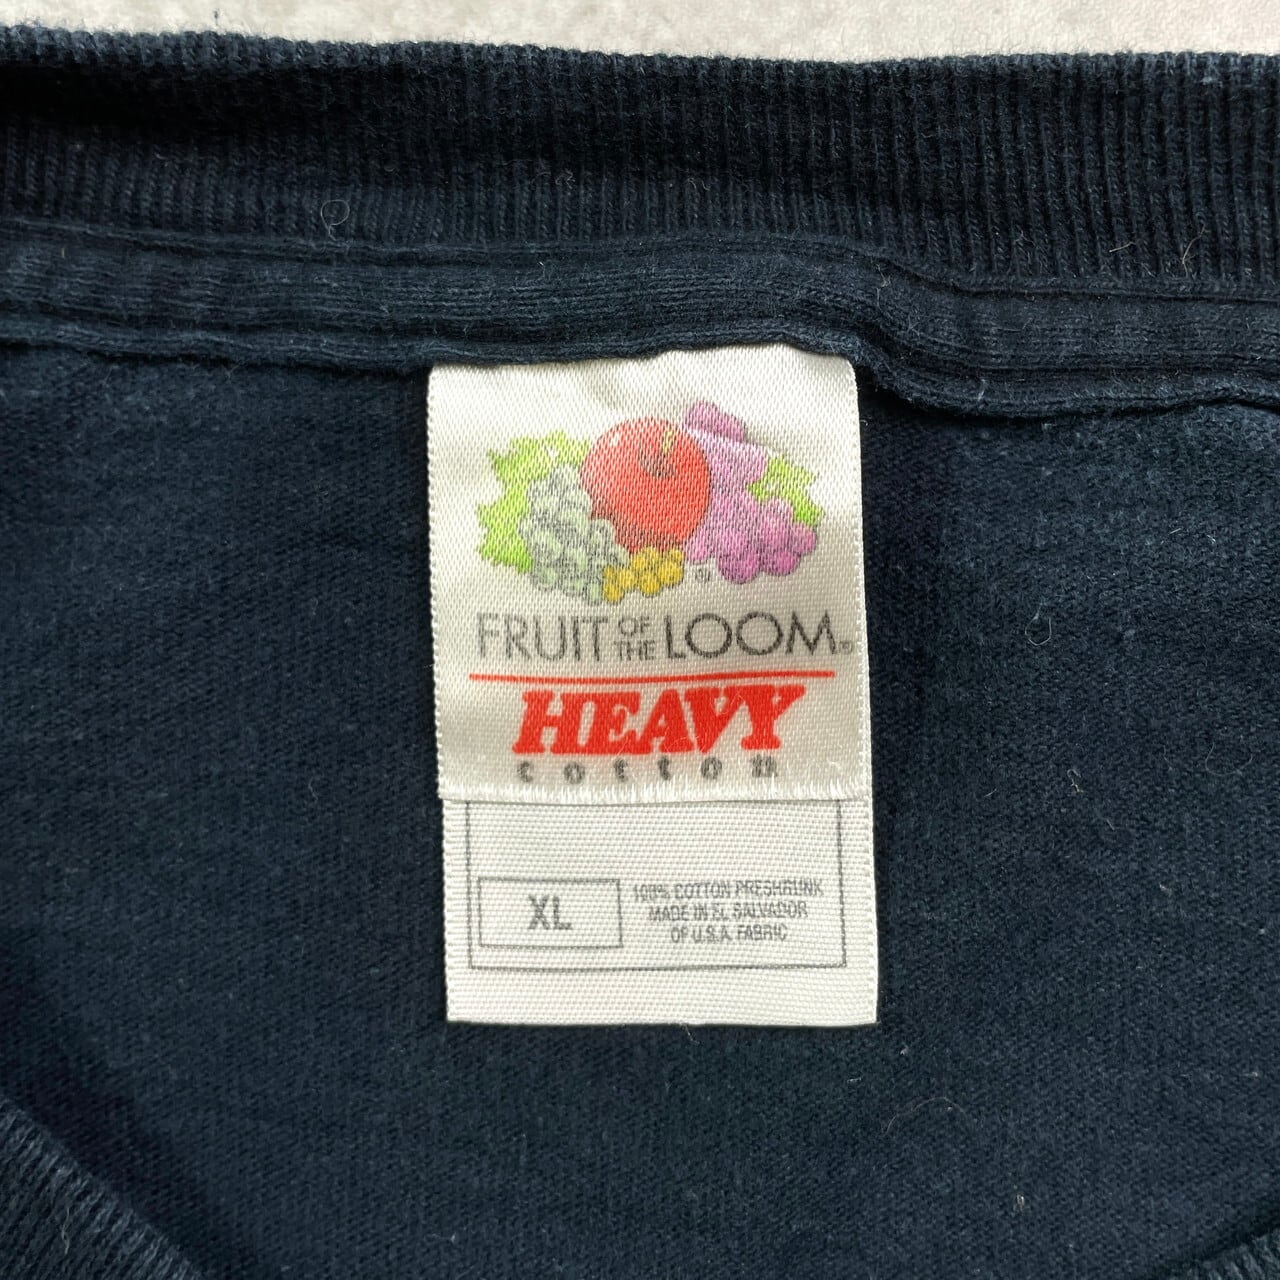 FRUIT OF THE LOOM®
HEAVY
cotton
XL
100% COTTON PRESHRUNK
MADE IN EL SALVADOR
OF U.S.A. FABRIC